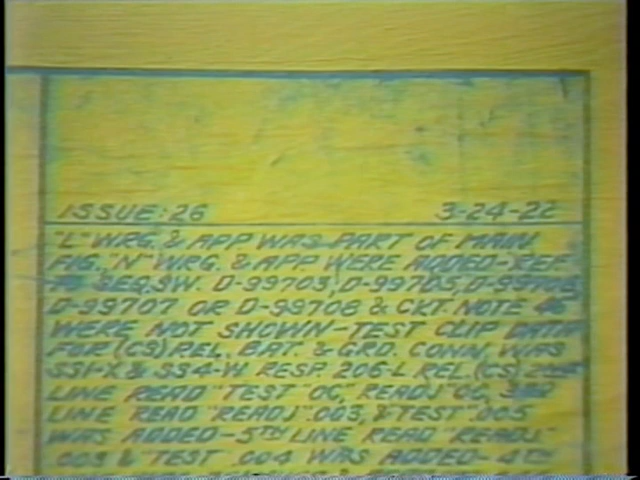 ISSUE: 26 3-24-22
"L" WRG. & APP WAS PART OF MAIN
FIG. "N" WRG. & APP. WERE ADDED-REF.
SEQ. SW. D-99703, D-99705,
D-99707 OR D-99708 & CKT. NOTE
WERE NOT SHOWN-TEST CLIP
FOR (CS) REL. BAT. & GRD. CONN. WAS
SS1-X & SS4-W RESP. 206-L REL. (CS)
LINE READ "TEST" OC, READJ" OC,
LINE READ "READJ" .003, & TEST" .005
WAS ADDED-5TH LINE READ "READJ"
.003 & "TEST" .004 WAS ADDED-4TH